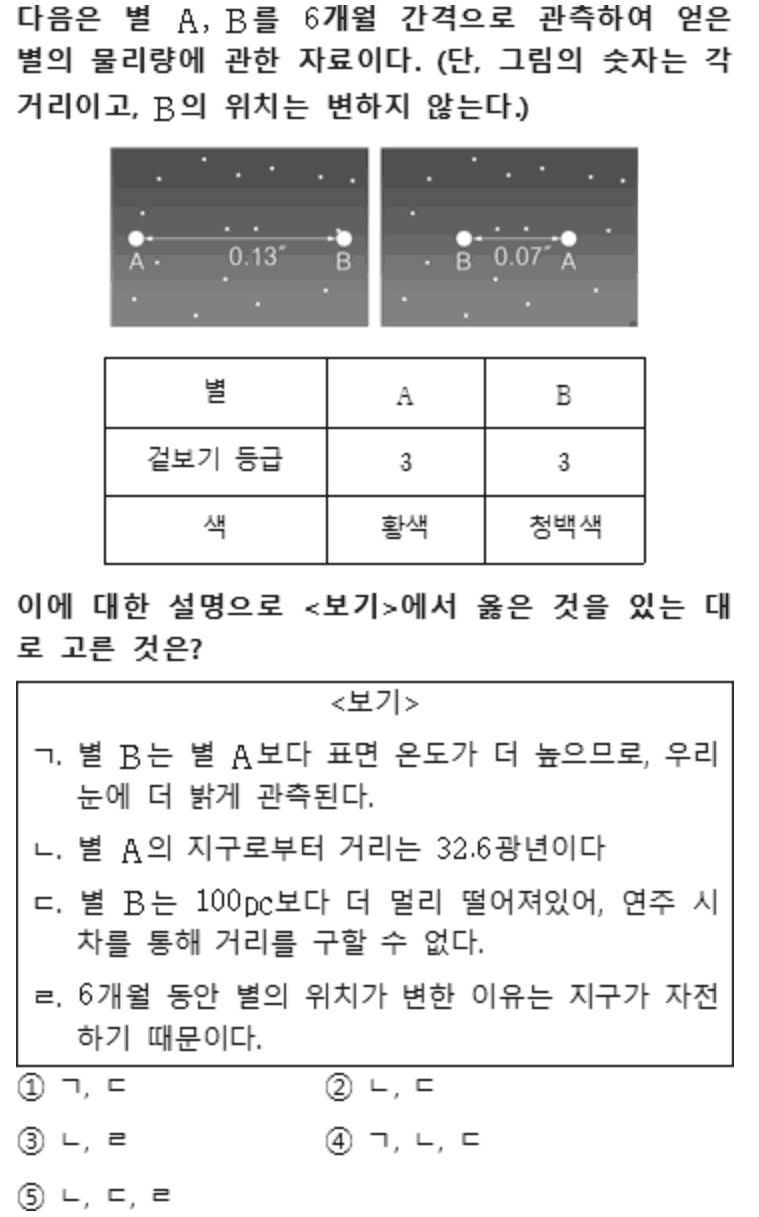 다음은 별 A, B를 6개월 간격으로 관측하여 얻은
별의 물리량에 관한 자료이다. (단, 그림의 숫자는 각
거리이고, B의 위치는 변하지 않는다.)
A 0.13″ B
B 0.07″ A
별 A B
겉보기 등급 3 3
색 황색 청백색
이에 대한 설명으로 <보기>에서 옳은 것을 있는 대
로 고른 것은?
<보기>
ㄱ. 별 B는 별 A보다 표면 온도가 더 높으므로, 우리
눈에 더 밝게 관측된다.
ㄴ. 별 A의 지구로부터 거리는 32.6광년이다
ㄷ. 별 B는 100pc보다 더 멀리 떨어져있어, 연주 시
차를 통해 거리를 구할 수 없다.
ㄹ. 6개월 동안 별의 위치가 변한 이유는 지구가 자전
하기 때문이다.
① ㄱ, ㄷ ② ㄴ, ㄷ
③ ㄴ, ㄹ ④ ㄱ, ㄴ, ㄷ
⑤ ㄴ, ㄷ, ㄹ